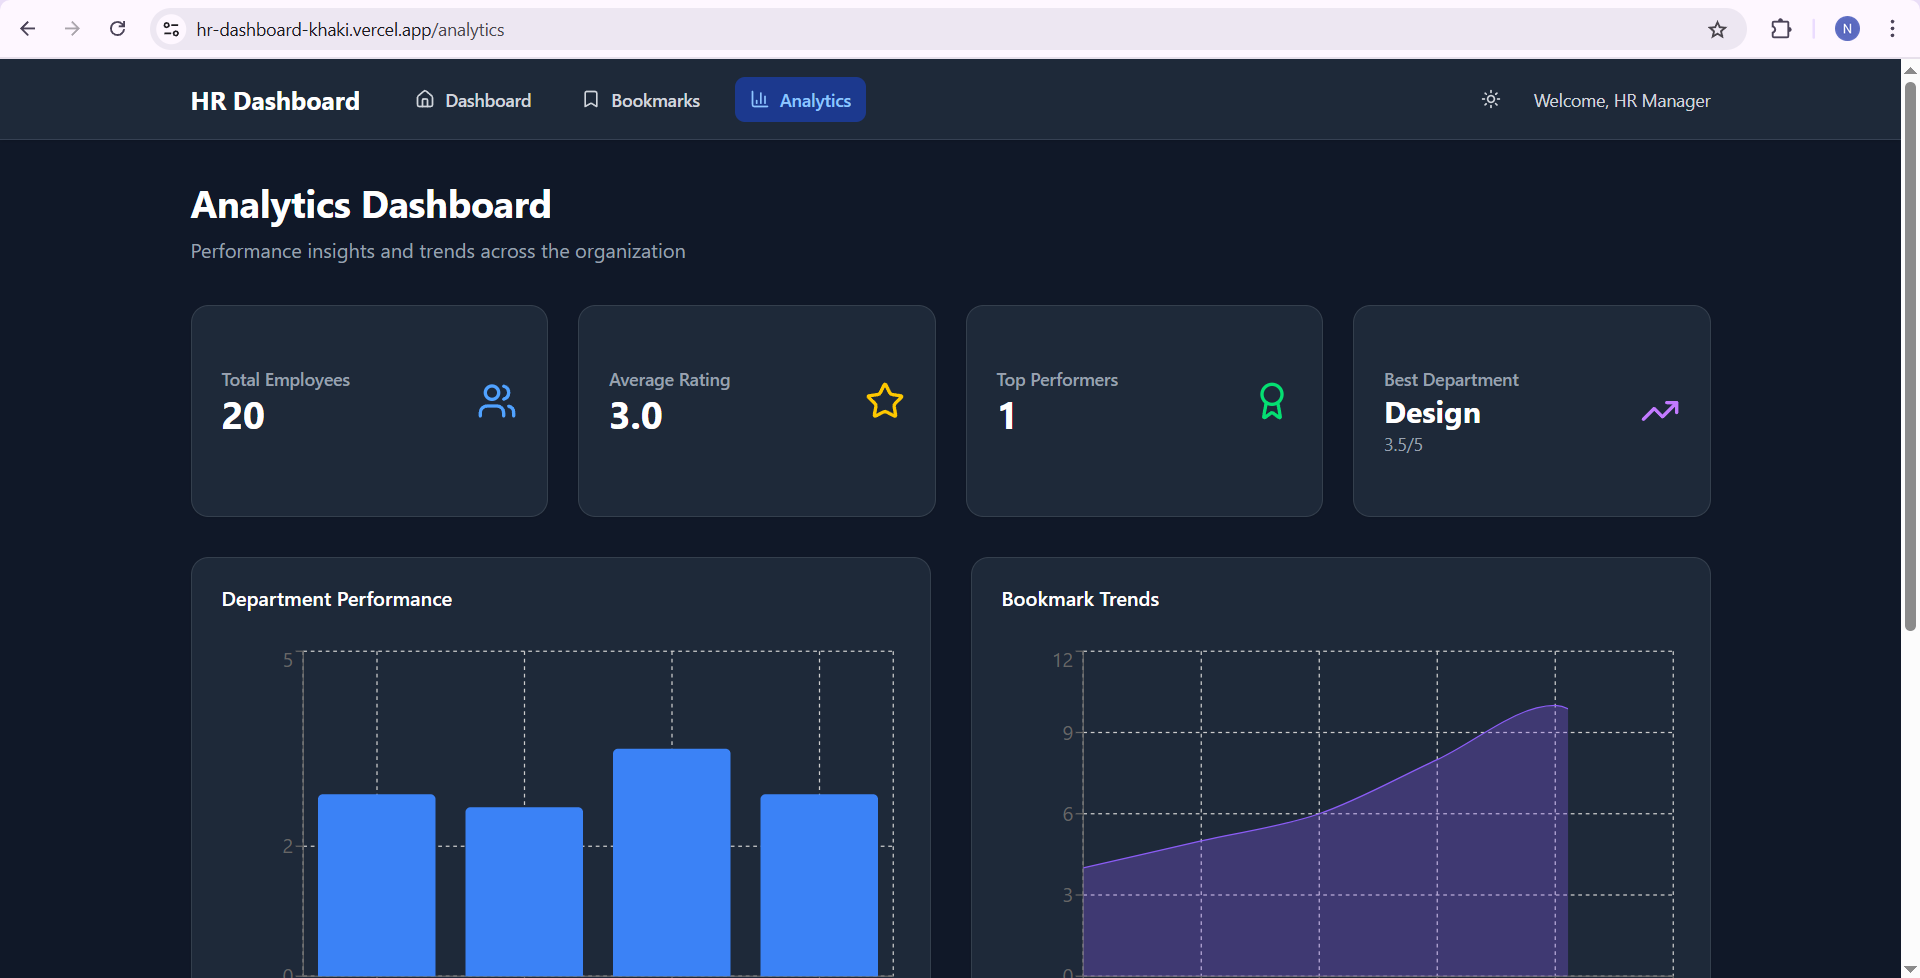 hr-dashboard-khaki.vercel.app/analytics
N
HR Dashboard
Dashboard
Bookmarks
Analytics
Welcome, HR Manager
Analytics Dashboard
Performance insights and trends across the organization
Total Employees
20
Average Rating
3.0
Top Performers
1
Best Department
Design
3.5/5
Department Performance
5
2
0
Bookmark Trends
12
9
6
3
0